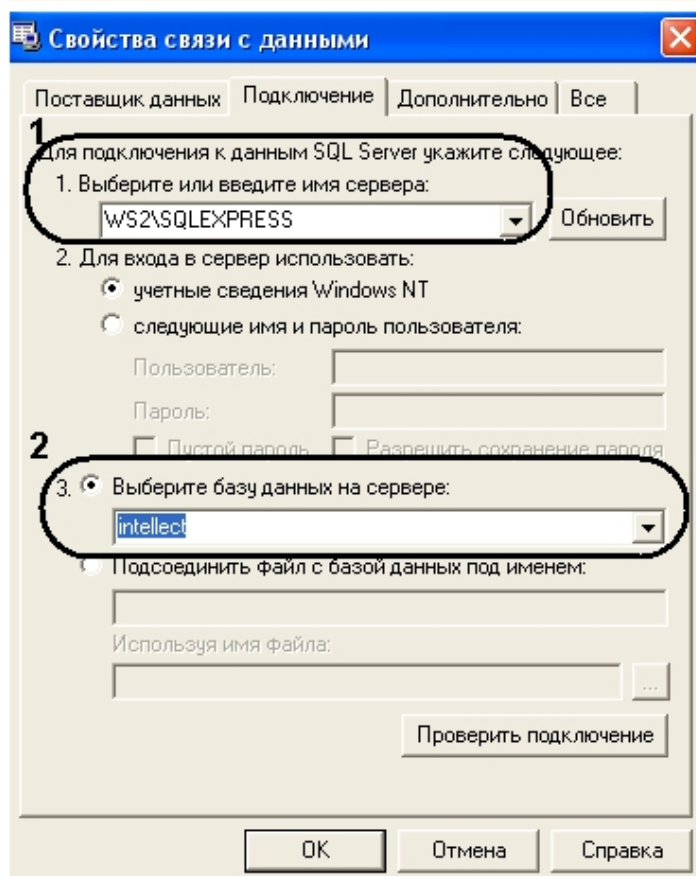 Свойства связи с данными
Поставщик данных Подключение Дополнительно Все
1
Для подключения к данным SQL Server укажите следующее:
1. Выберите или введите имя сервера:
WS2\SQLEXPRESS Обновить
2. Для входа в сервер использовать:
учетные сведения Windows NT
следующие имя и пароль пользователя:
Пользователь:
Пароль:
2
Пустой пароль Разрешить сохранение пароля
3. Выберите базу данных на сервере:
intellect
Подсоединить файл с базой данных под именем:
Используя имя файла:
...
Проверить подключение
OK Отмена Справка